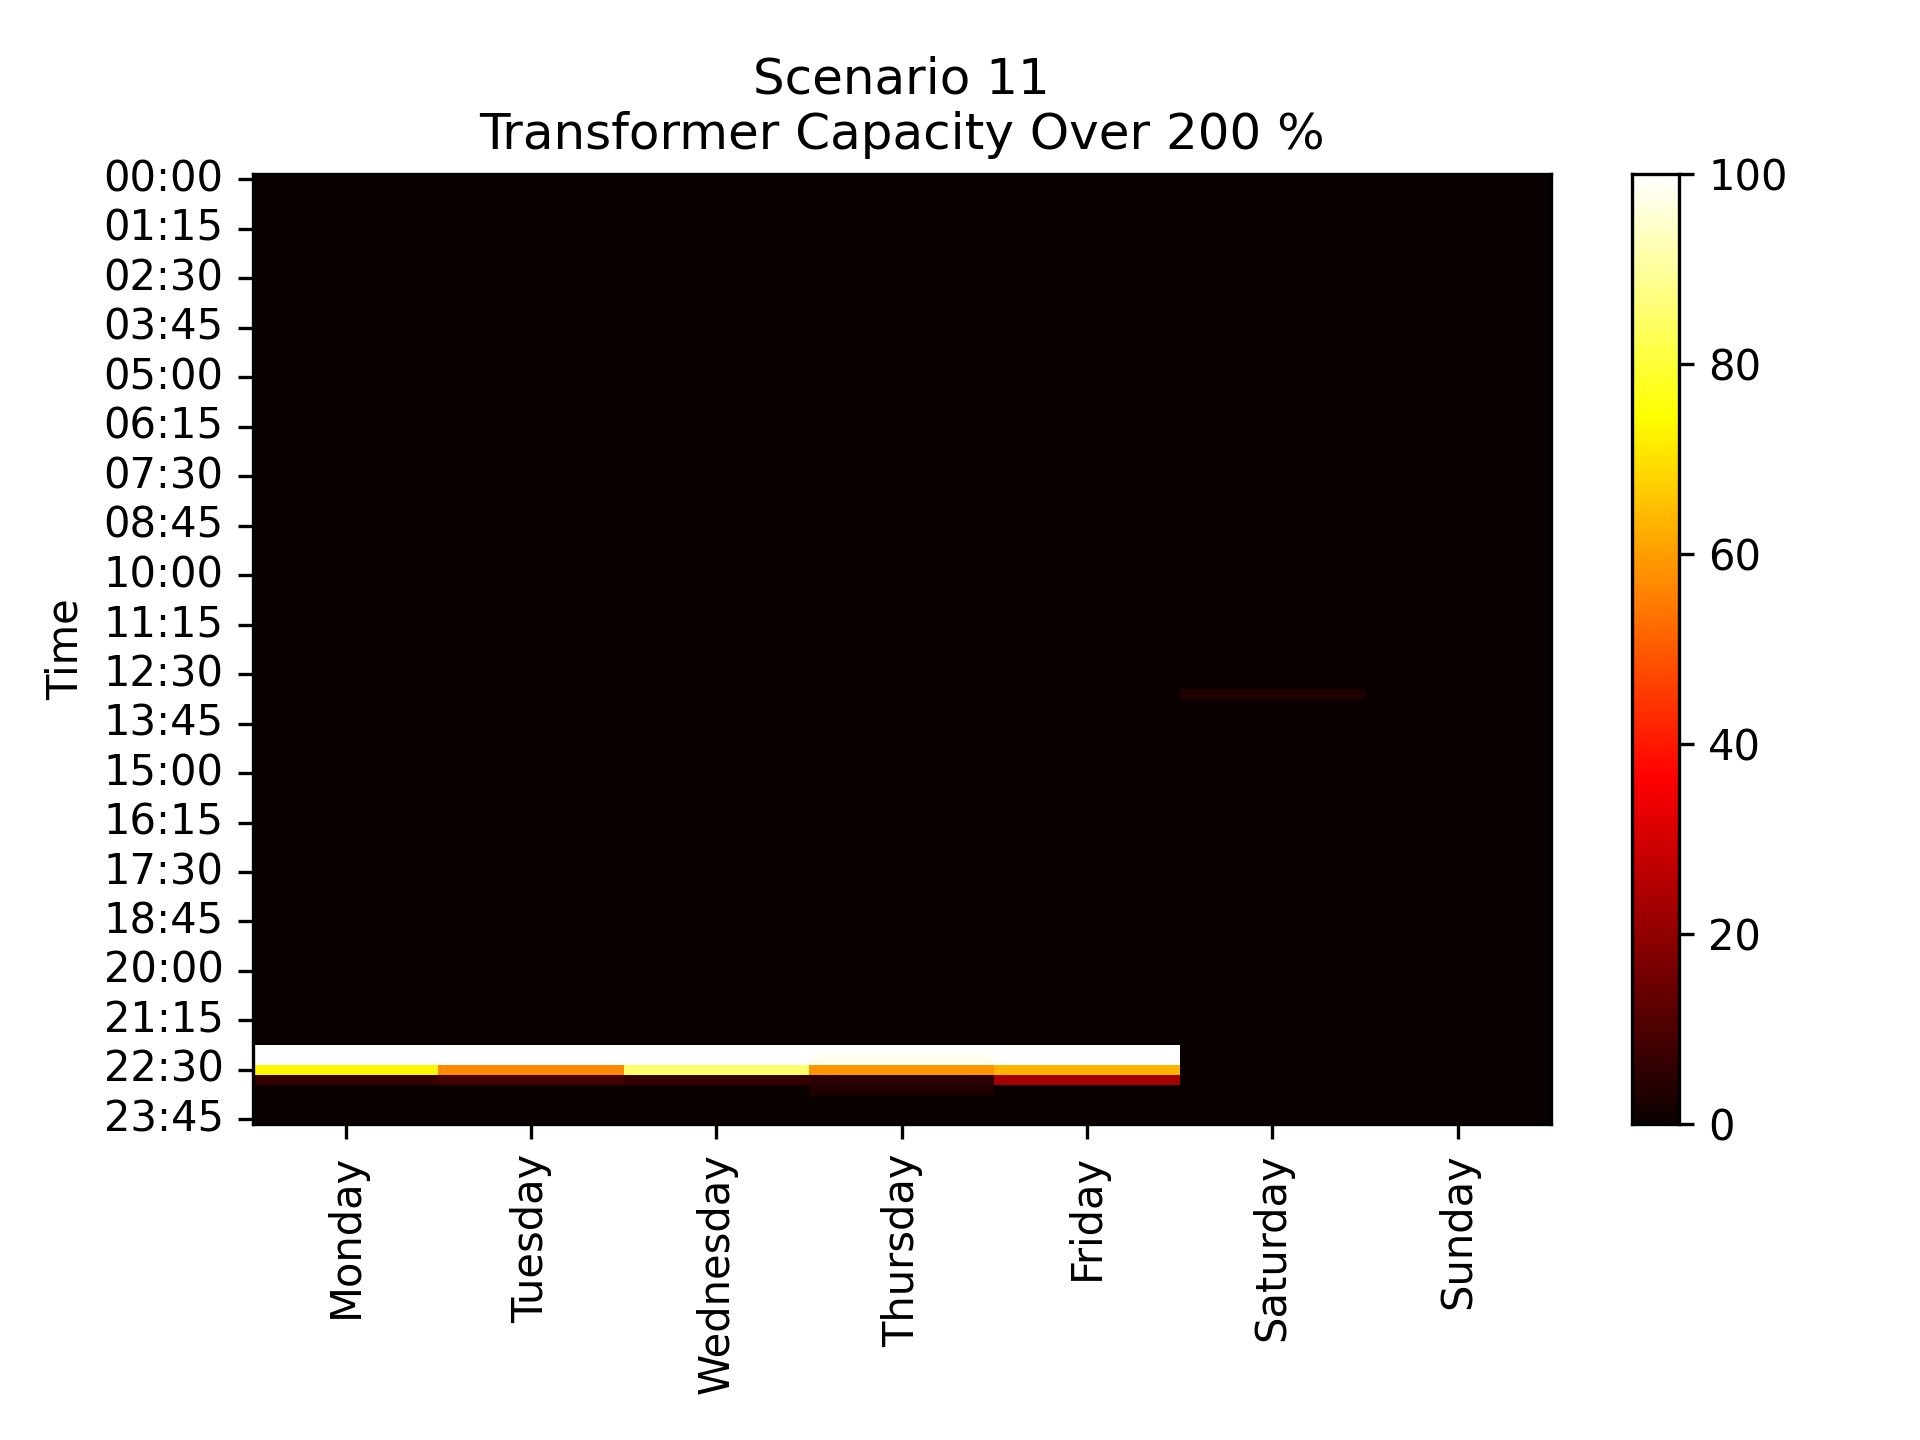 Scenario 11
Transformer Capacity Over 200 %
Time
00:00
01:15
02:30
03:45
05:00
06:15
07:30
08:45
10:00
11:15
12:30
13:45
15:00
16:15
17:30
18:45
20:00
21:15
22:30
23:45
Monday
Tuesday
Wednesday
Thursday
Friday
Saturday
Sunday
100
80
60
40
20
0